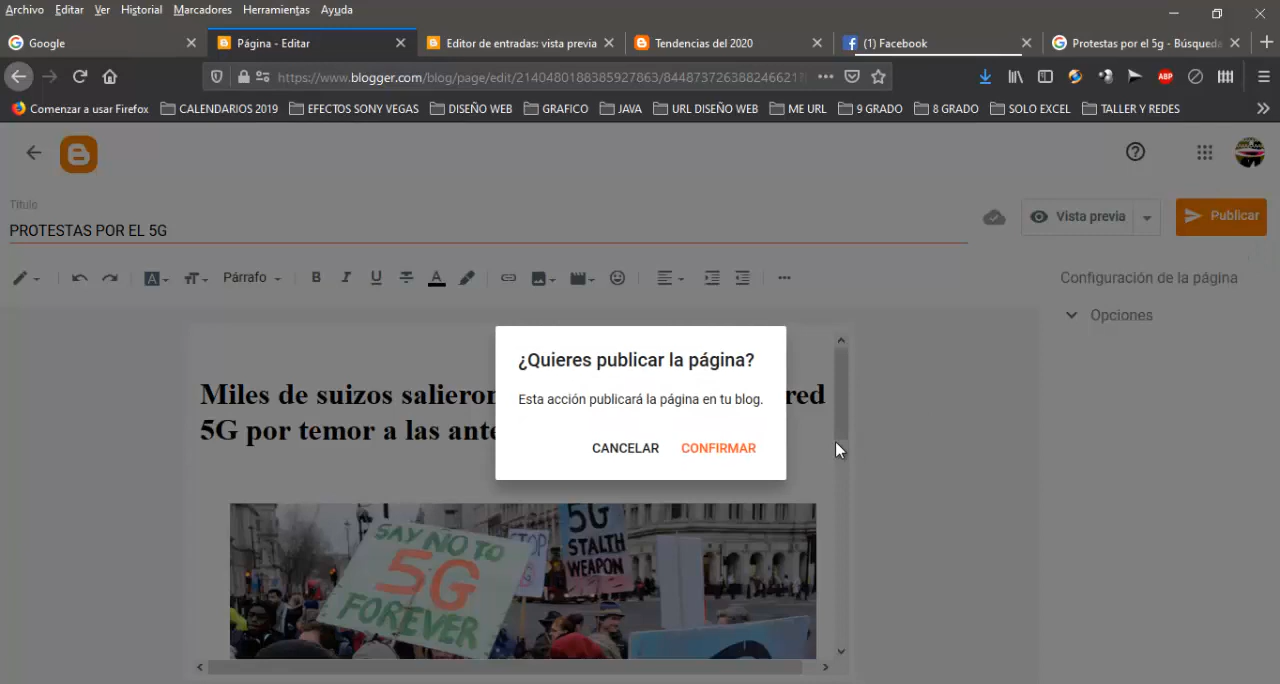 Archivo Editar Ver Historial Marcadores Herramientas Ayuda
Google
Página - Editar
Editor de entradas: vista previa
Tendencias del 2020
(1) Facebook
Protestas por el 5g - Búsqueda
https://www.blogger.com/blog/page/edit/2140480188385927863/844873726388246621
ABP
Comenzar a usar Firefox CALENDARIOS 2019 EFECTOS SONY VEGAS DISEÑO WEB GRAFICO JAVA URL DISEÑO WEB ME URL 9 GRADO 8 GRADO SOLO EXCEL TALLER Y REDES
Título
PROTESTAS POR EL 5G
Vista previa
Publicar
Párrafo
Configuración de la página
Opciones
¿Quieres publicar la página?
Esta acción publicará la página en tu blog.
CANCELAR CONFIRMAR
Miles de suizos salieron red
5G por temor a las ante
SAY NO TO
5G
FOREVER
STOP
5G
STALTH
WEAPON